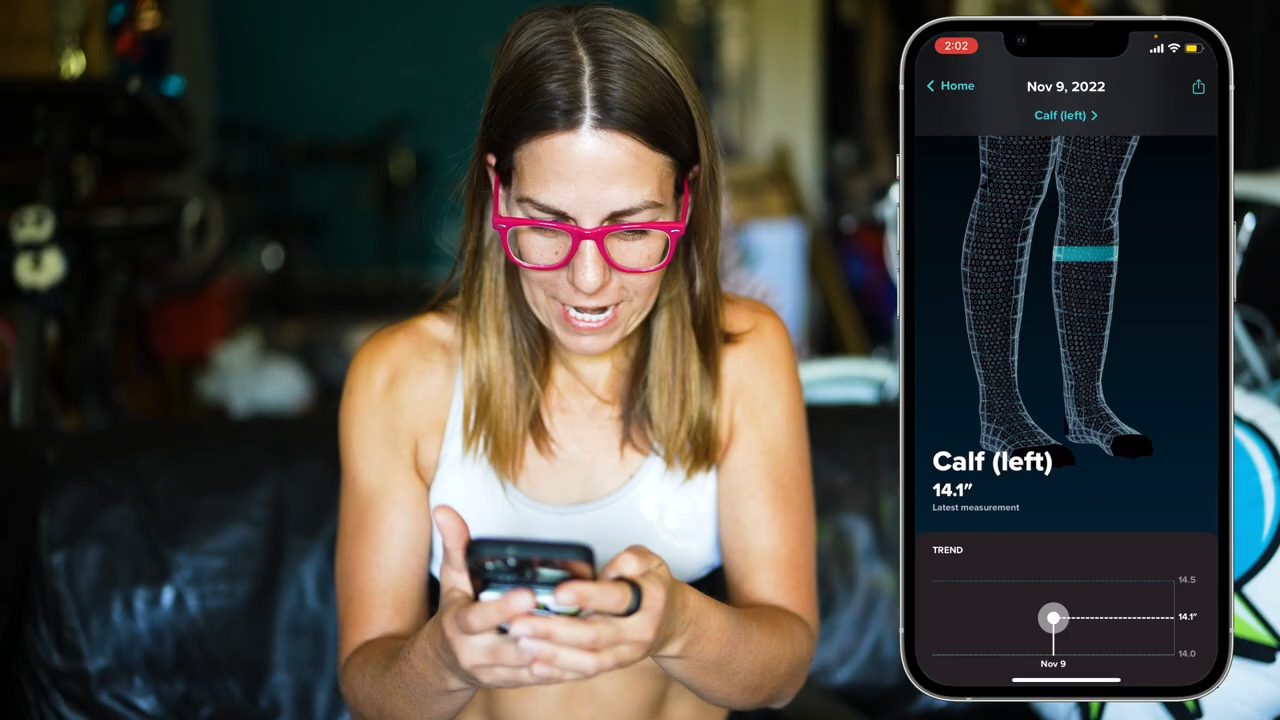 2:02
Home
Nov 9, 2022
Calf (left)
Calf (left)
14.1"
Latest measurement
TREND
14.5
14.1"
14.0
Nov 9